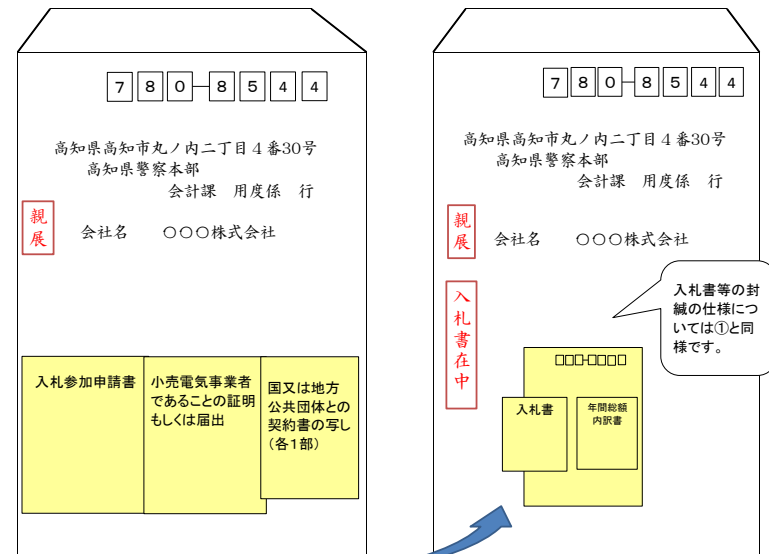 780-8544
高知県高知市丸ノ内二丁目4番30号
高知県警察本部
会計課 用度係 行
親展
会社名 ○○○株式会社
入札参加申請書
小売電気事業者
であることの証明
もしくは届出
国又は地方
公共団体との
契約書の写し
(各1部)
780-8544
高知県高知市丸ノ内二丁目4番30号
高知県警察本部
会計課 用度係 行
親展
会社名 ○○○株式会社
入札書在中
入札書等の封
緘の仕様につ
いては①と同
様です。
□□□-□□□□
入札書
年間総額
内訳書